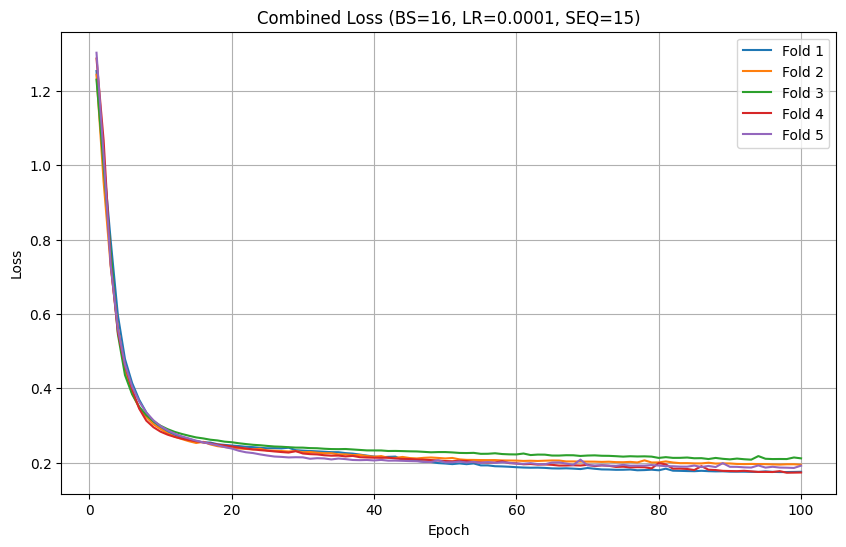 Combined Loss (BS=16, LR=0.0001, SEQ=15)
Fold 1
Fold 2
Fold 3
Fold 4
Fold 5
Loss
1.2
1.0
0.8
0.6
0.4
0.2
0
20
40
60
80
100
Epoch